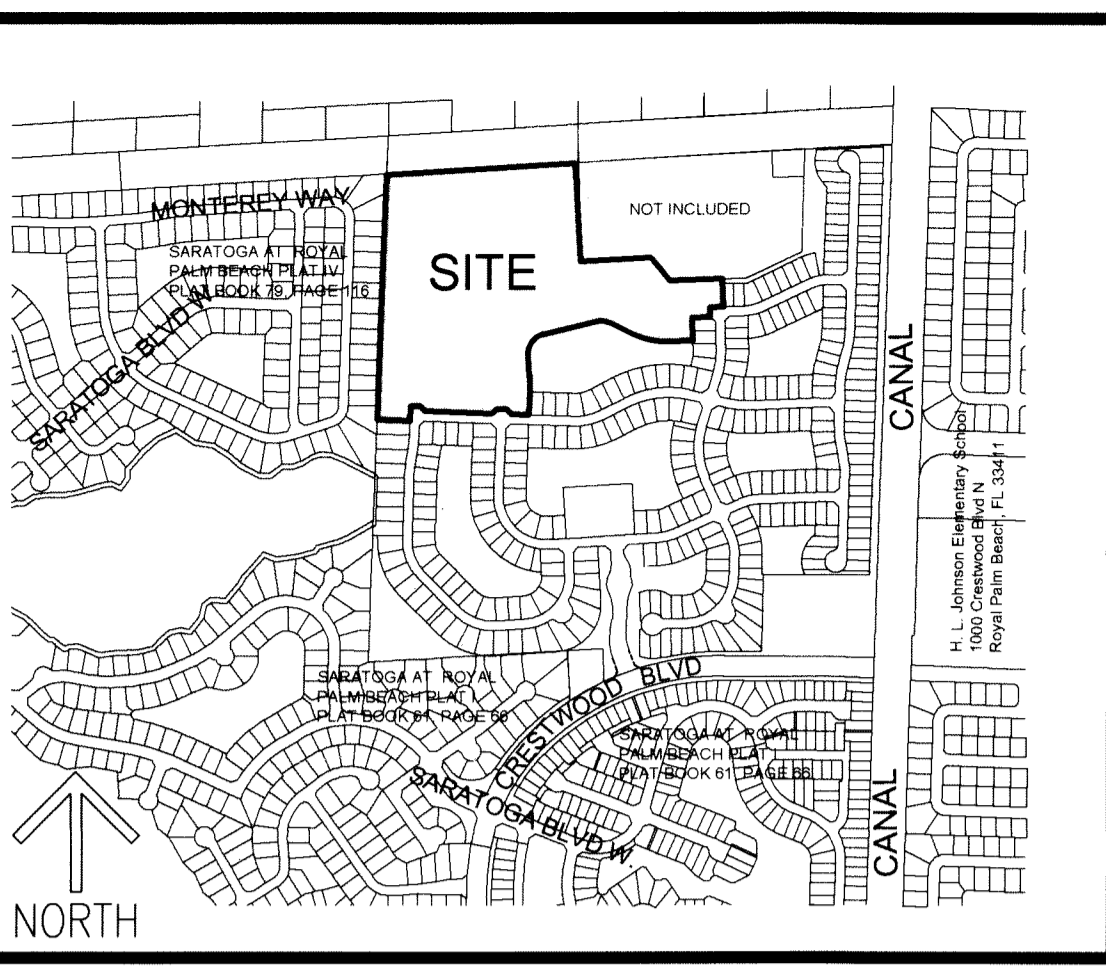 MONTEREY WAY
NOT INCLUDED
SARATOGA AT ROYAL
PALM BEACH PLAT IV
PLAT BOOK 79, PAGE 116
SITE
SARATOGA BLVD W.
CANAL
H. L. Johnson Elementary School
1000 Crestwood Blvd N
Royal Palm Beach, FL 33411
SARATOGA AT ROYAL
PALM BEACH PLAT I
PLAT BOOK 61, PAGE 66
CRESTWOOD BLVD
SARATOGA AT ROYAL
PALM BEACH PLAT I
PLAT BOOK 61, PAGE 66
SARATOGA BLVD W.
CANAL
NORTH